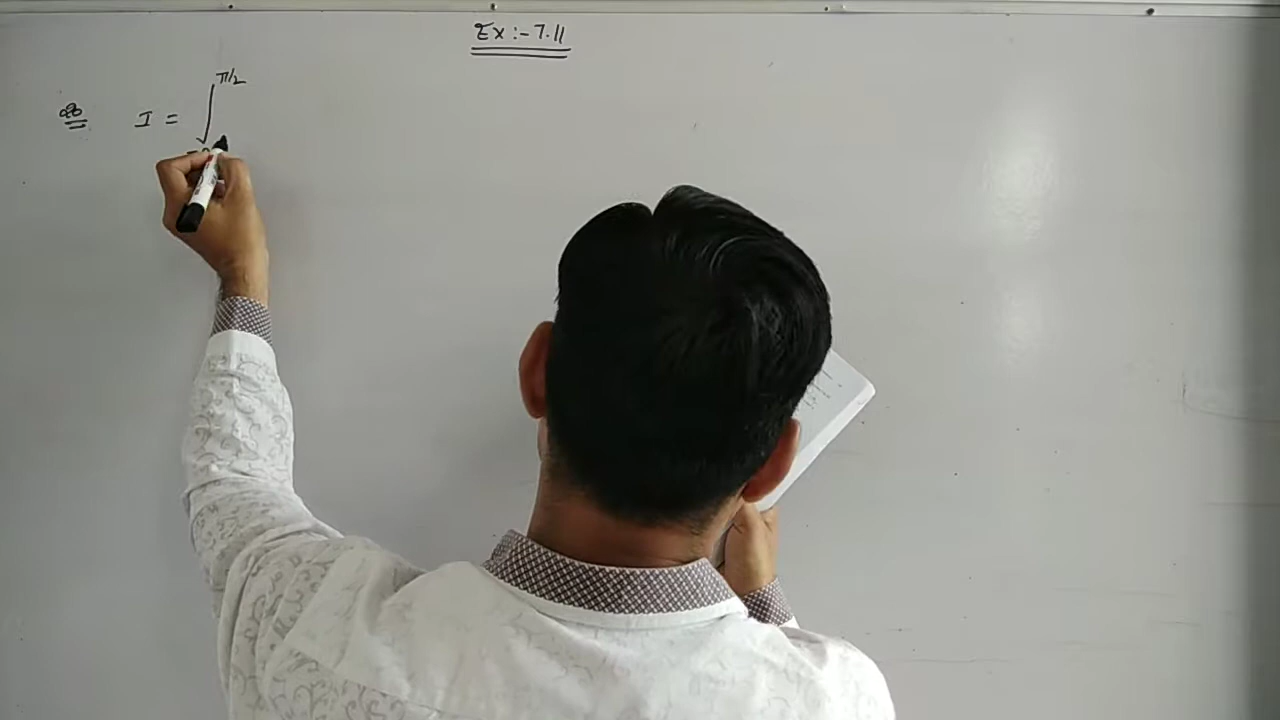 Ex :- 7.11
I = ∫ π/2